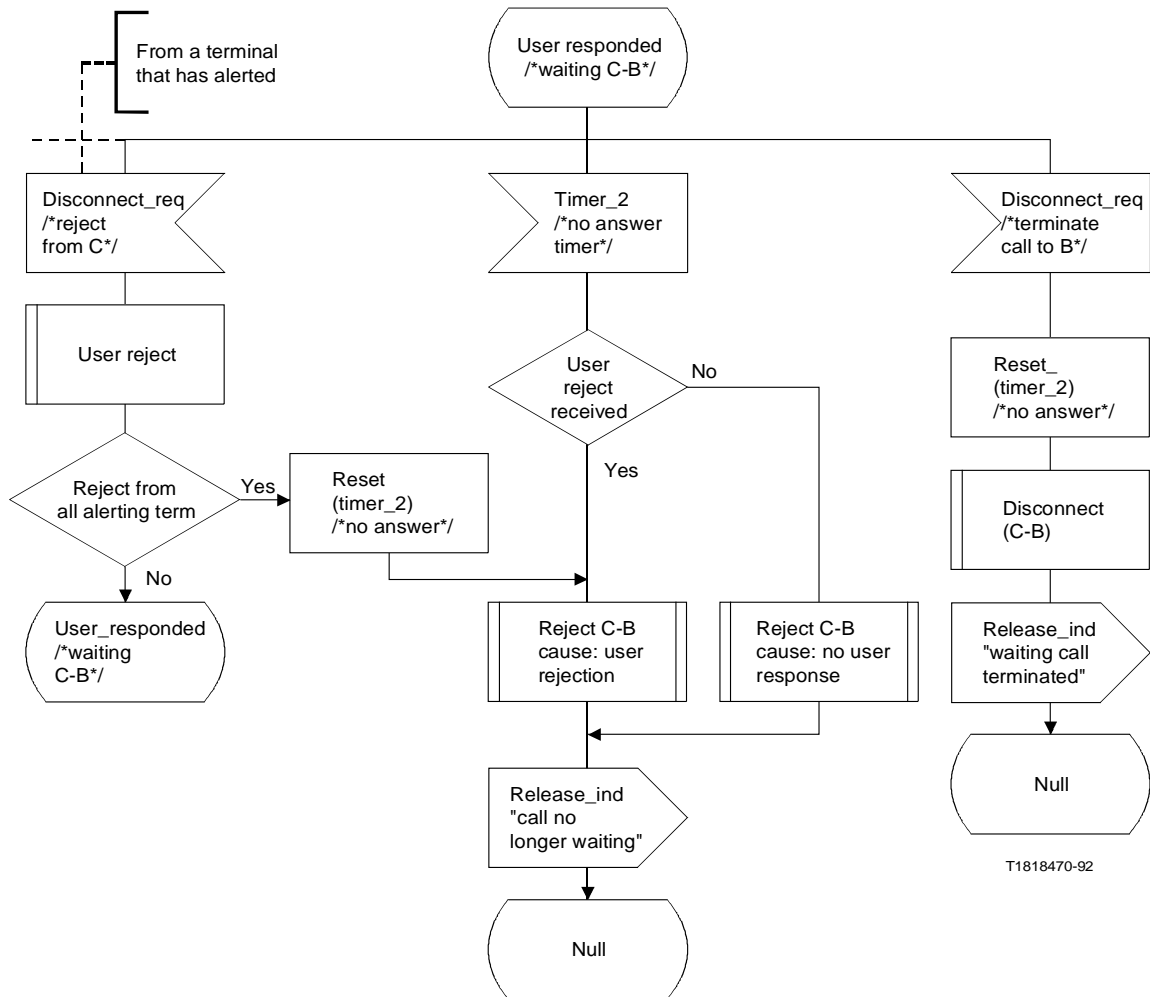 From a terminal
that has alerted
User responded
/*waiting C-B*/
Disconnect_req
/*reject
from C*/
Timer_2
/*no answer
timer*/
Disconnect_req
/*terminate
call to B*/
User reject
User
reject
received
No
Yes
Reset_
(timer_2)
/*no answer*/
Reject from
all alerting term
Yes
No
Reset
(timer_2)
/*no answer*/
Disconnect
(C-B)
User_responded
/*waiting
C-B*/
Reject C-B
cause: user
rejection
Reject C-B
cause: no user
response
Release_ind
"waiting call
terminated"
Release_ind
"call no
longer waiting"
Null
Null
T1818470-92